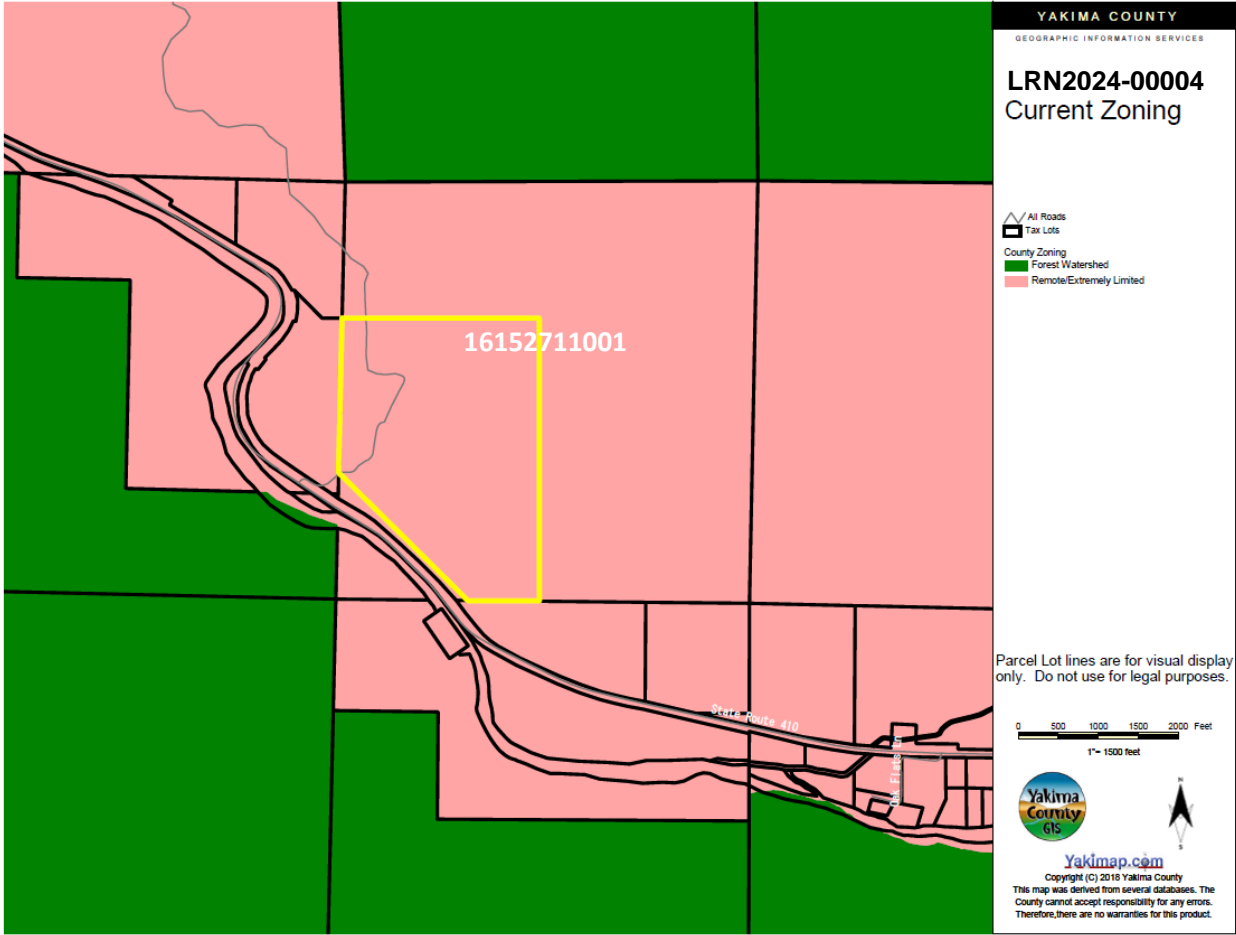 YAKIMA COUNTY
GEOGRAPHIC INFORMATION SERVICES
LRN2024-00004
Current Zoning
All Roads
Tax Lots
County Zoning
Forest Watershed
Remote/Extremely Limited
16152711001
State Route 410
Oak Flats Ln
Parcel Lot lines are for visual display
only. Do not use for legal purposes.
0 500 1000 1500 2000 Feet
1"= 1500 feet
Yakima
County
GIS
N
S
Yakimap.com
Copyright (C) 2018 Yakima County
This map was derived from several databases. The
County cannot accept responsibility for any errors.
Therefore,there are no warranties for this product.